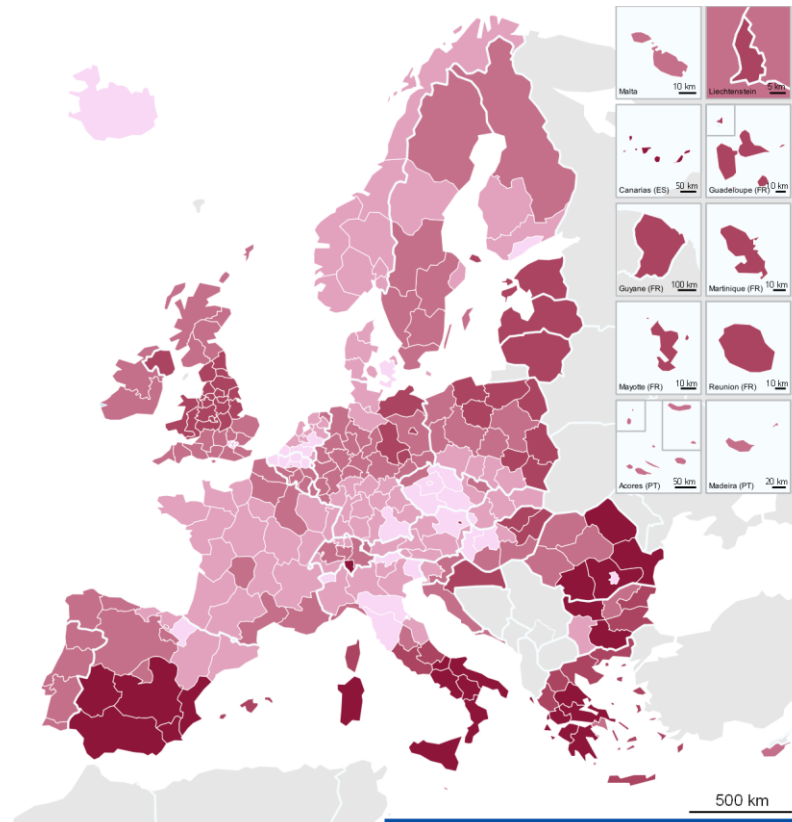 Malta
10 km
Liechtenstein
5 km
Canarias (ES)
50 km
Guadeloupe (FR)
0 km
Guyane (FR)
100 km
Martinique (FR)
10 km
Mayotte (FR)
10 km
Reunion (FR)
10 km
Acores (PT)
50 km
Madeira (PT)
20 km
500 km